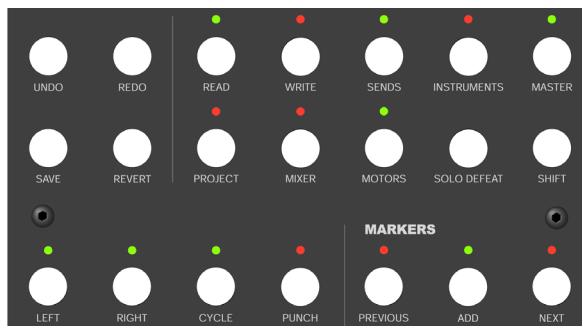 UNDO REDO READ WRITE SENDS INSTRUMENTS MASTER
SAVE REVERT PROJECT MIXER MOTORS SOLO DEFEAT SHIFT
MARKERS
LEFT RIGHT CYCLE PUNCH PREVIOUS ADD NEXT